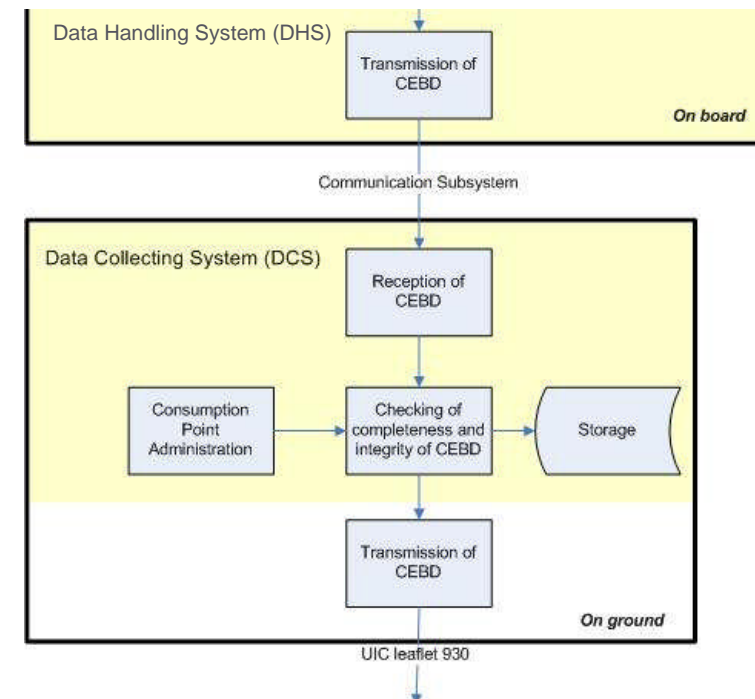 Data Handling System (DHS)
Transmission of
CEBD
On board
Communication Subsystem
Data Collecting System (DCS)
Reception of
CEBD
Consumption
Point
Administration
Checking of
completeness and
integrity of CEBD
Storage
Transmission of
CEBD
On ground
UIC leaflet 930